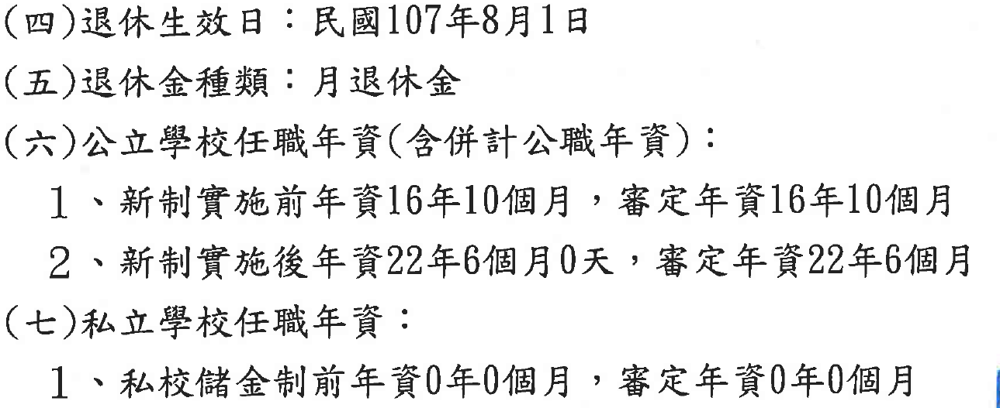 (四)退休生效日：民國107年8月1日
(五)退休金種類：月退休金
(六)公立學校任職年資(含併計公職年資)：
1、新制實施前年資16年10個月，審定年資16年10個月
2、新制實施後年資22年6個月0天，審定年資22年6個月
(七)私立學校任職年資：
1、私校儲金制前年資0年0個月，審定年資0年0個月